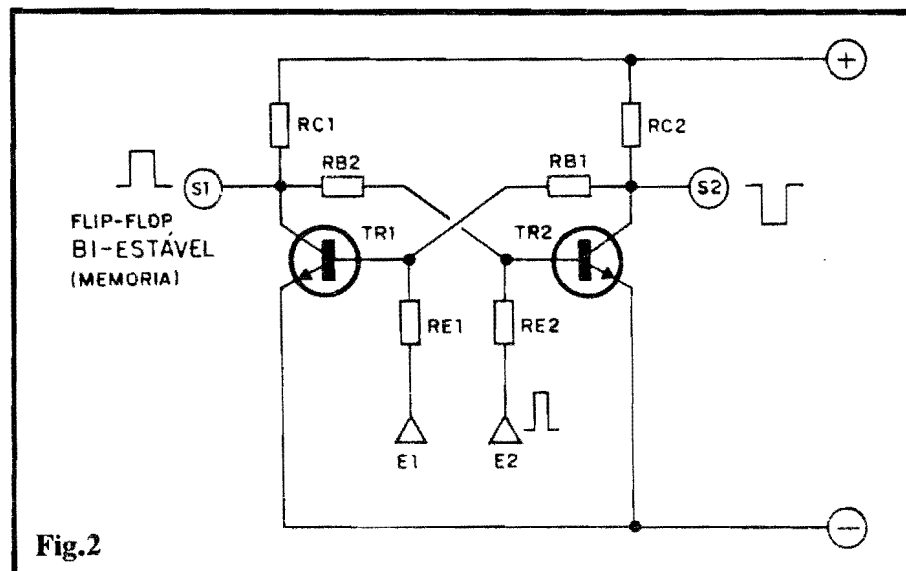 +
RC1
RC2
RB2
RB1
S1
S2
FLIP-FLOP
BI-ESTÁVEL
(MEMORIA)
TR1
TR2
RE1
RE2
E1
E2
−
Fig.2